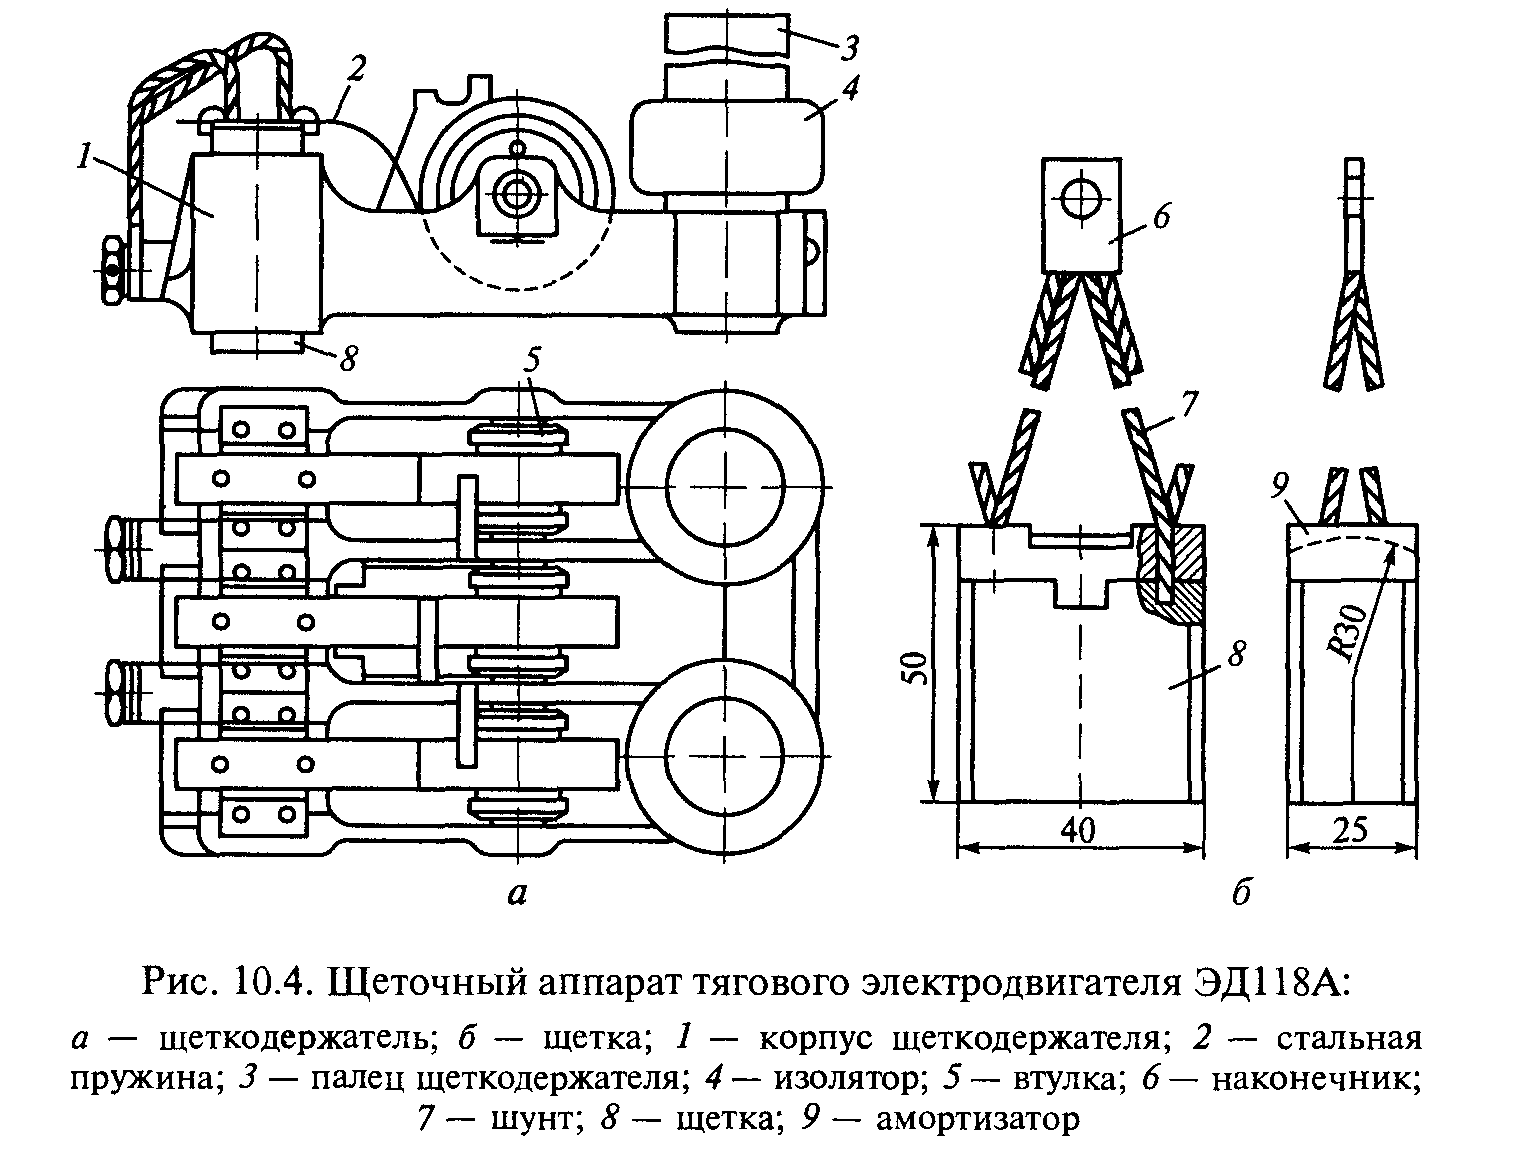 3
2
4
1
6
8
5
7
9
50
R30
8
40
25
а
б
Рис. 10.4. Щеточный аппарат тягового электродвигателя ЭД118А:
а — щеткодержатель; б — щетка; 1 — корпус щеткодержателя; 2 — стальная
пружина; 3 — палец щеткодержателя; 4 — изолятор; 5 — втулка; 6 — наконечник;
7 — шунт; 8 — щетка; 9 — амортизатор